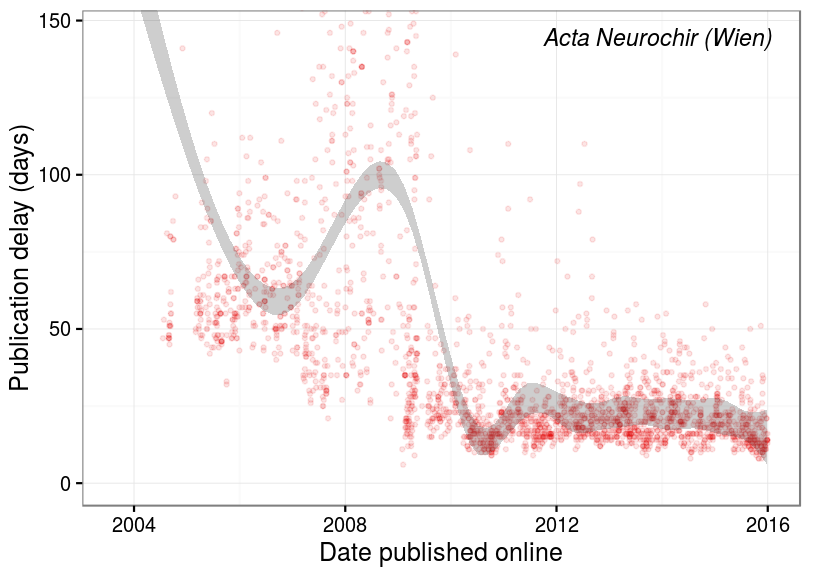 Acta Neurochir (Wien)
150
100
50
0
Publication delay (days)
2004 2008 2012 2016
Date published online